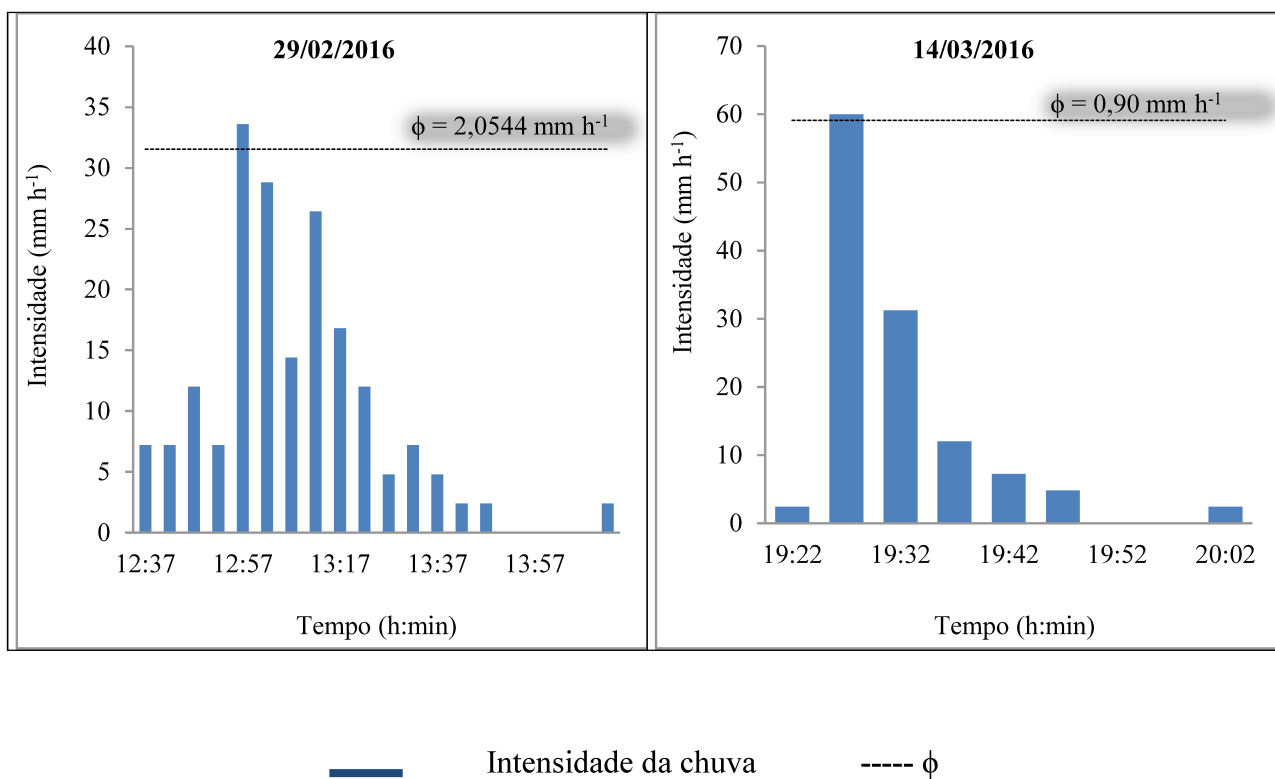 29/02/2016
ϕ = 2,0544 mm h-1
Intensidade (mm h-1)
40
35
30
25
20
15
10
5
0
12:37 12:57 13:17 13:37 13:57
Tempo (h:min)
14/03/2016
ϕ = 0,90 mm h-1
Intensidade (mm h-1)
70
60
50
40
30
20
10
0
19:22 19:32 19:42 19:52 20:02
Tempo (h:min)
Intensidade da chuva ----- ϕ